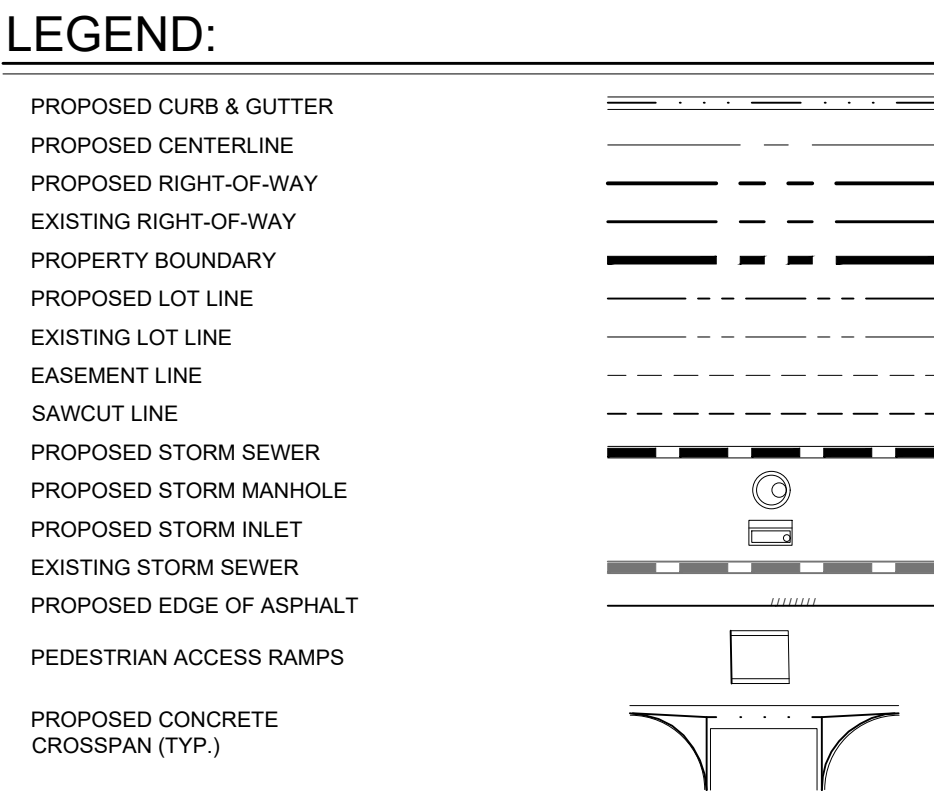 LEGEND:
PROPOSED CURB & GUTTER
PROPOSED CENTERLINE
PROPOSED RIGHT-OF-WAY
EXISTING RIGHT-OF-WAY
PROPERTY BOUNDARY
PROPOSED LOT LINE
EXISTING LOT LINE
EASEMENT LINE
SAWCUT LINE
PROPOSED STORM SEWER
PROPOSED STORM MANHOLE
PROPOSED STORM INLET
EXISTING STORM SEWER
PROPOSED EDGE OF ASPHALT
PEDESTRIAN ACCESS RAMPS
PROPOSED CONCRETE
CROSSPAN (TYP.)